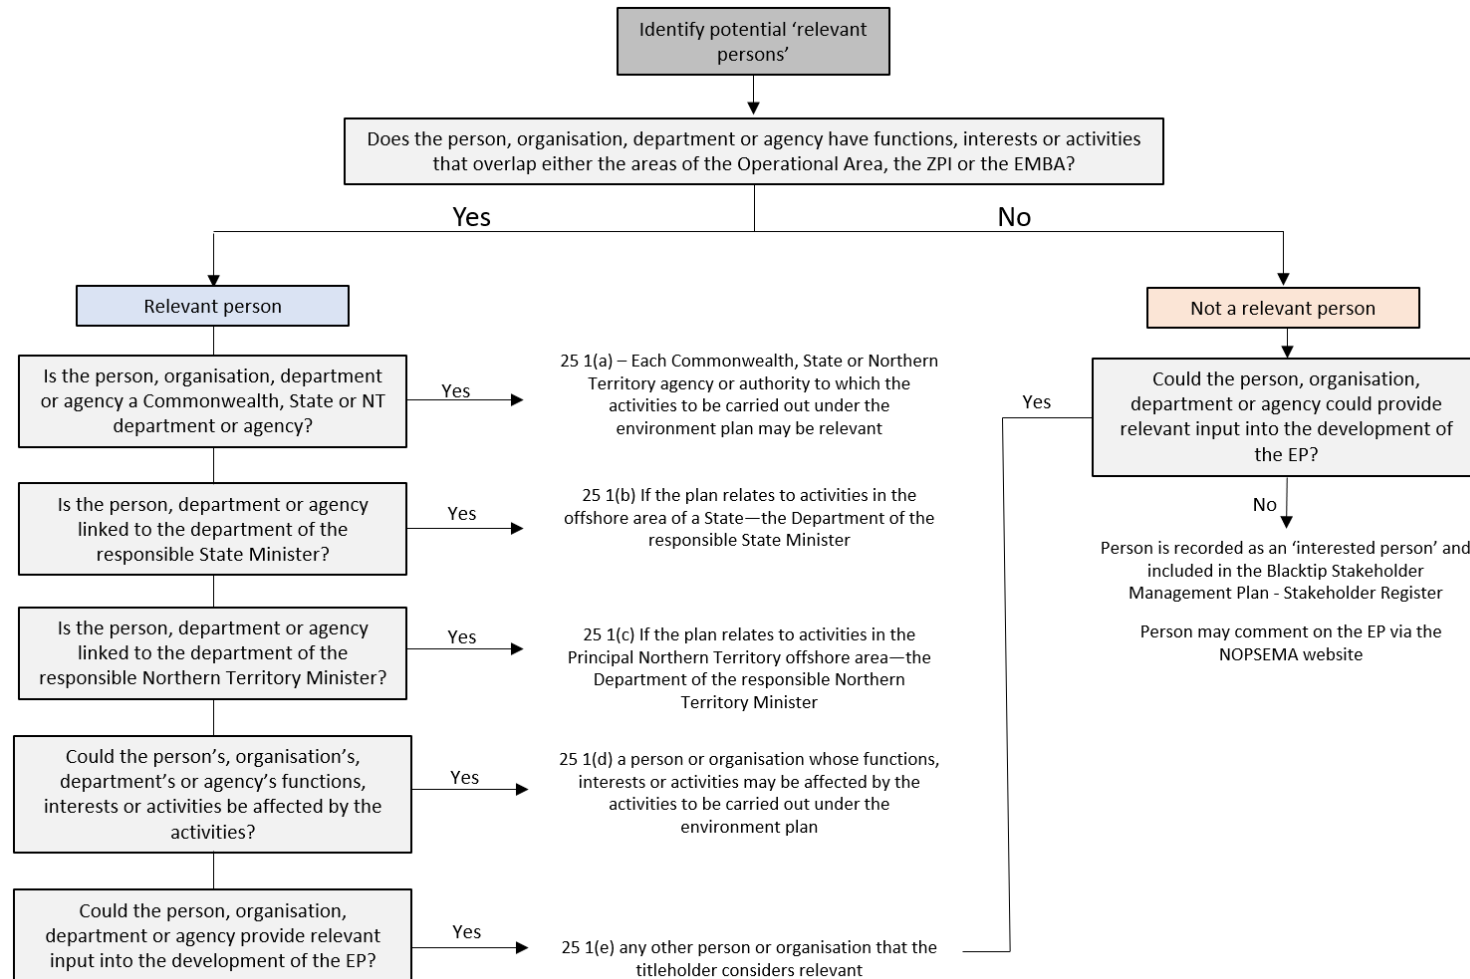 Identify potential ‘relevant
persons’
Does the person, organisation, department or agency have functions, interests or activities
that overlap either the areas of the Operational Area, the ZPI or the EMBA?
Yes
No
Relevant person
Not a relevant person
Is the person, organisation, department
or agency a Commonwealth, State or NT
department or agency?
Yes
25 1(a) – Each Commonwealth, State or Northern
Territory agency or authority to which the
activities to be carried out under the
environment plan may be relevant
Yes
Could the person, organisation,
department or agency could provide
relevant input into the development of
the EP?
Is the person, department or agency
linked to the department of the
responsible State Minister?
Yes
25 1(b) If the plan relates to activities in the
offshore area of a State—the Department of the
responsible State Minister
No
Person is recorded as an ‘interested person’ and
included in the Blacktip Stakeholder
Management Plan - Stakeholder Register
Person may comment on the EP via the
NOPSEMA website
Is the person, department or agency
linked to the department of the
responsible Northern Territory Minister?
Yes
25 1(c) If the plan relates to activities in the
Principal Northern Territory offshore area—the
Department of the responsible Northern
Territory Minister
Could the person’s, organisation’s,
department’s or agency’s functions,
interests or activities be affected by the
activities?
Yes
25 1(d) a person or organisation whose functions,
interests or activities may be affected by the
activities to be carried out under the
environment plan
Could the person, organisation,
department or agency provide relevant
input into the development of the EP?
Yes
25 1(e) any other person or organisation that the
titleholder considers relevant